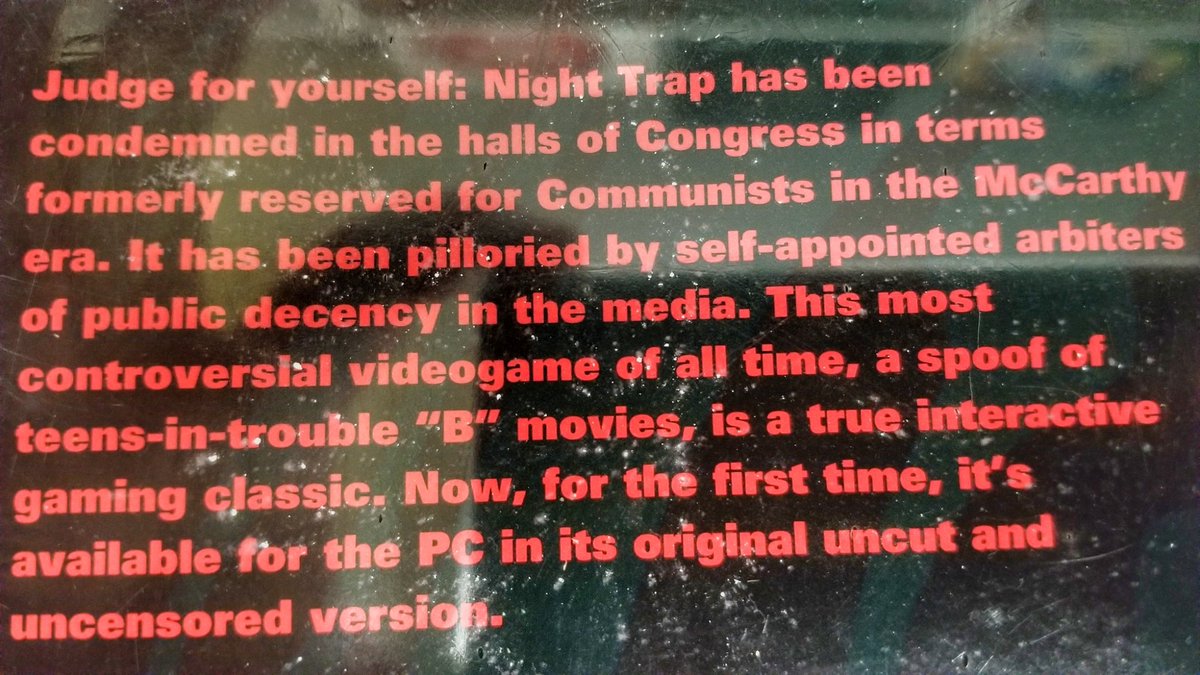 Judge for yourself: Night Trap has been
condemned in the halls of Congress in terms
formerly reserved for Communists in the McCarthy
era. It has been pilloried by self-appointed arbiters
of public decency in the media. This most
controversial videogame of all time, a spoof of
teens-in-trouble “B” movies, is a true interactive
gaming classic. Now, for the first time, it’s
available for the PC in its original uncut and
uncensored version.